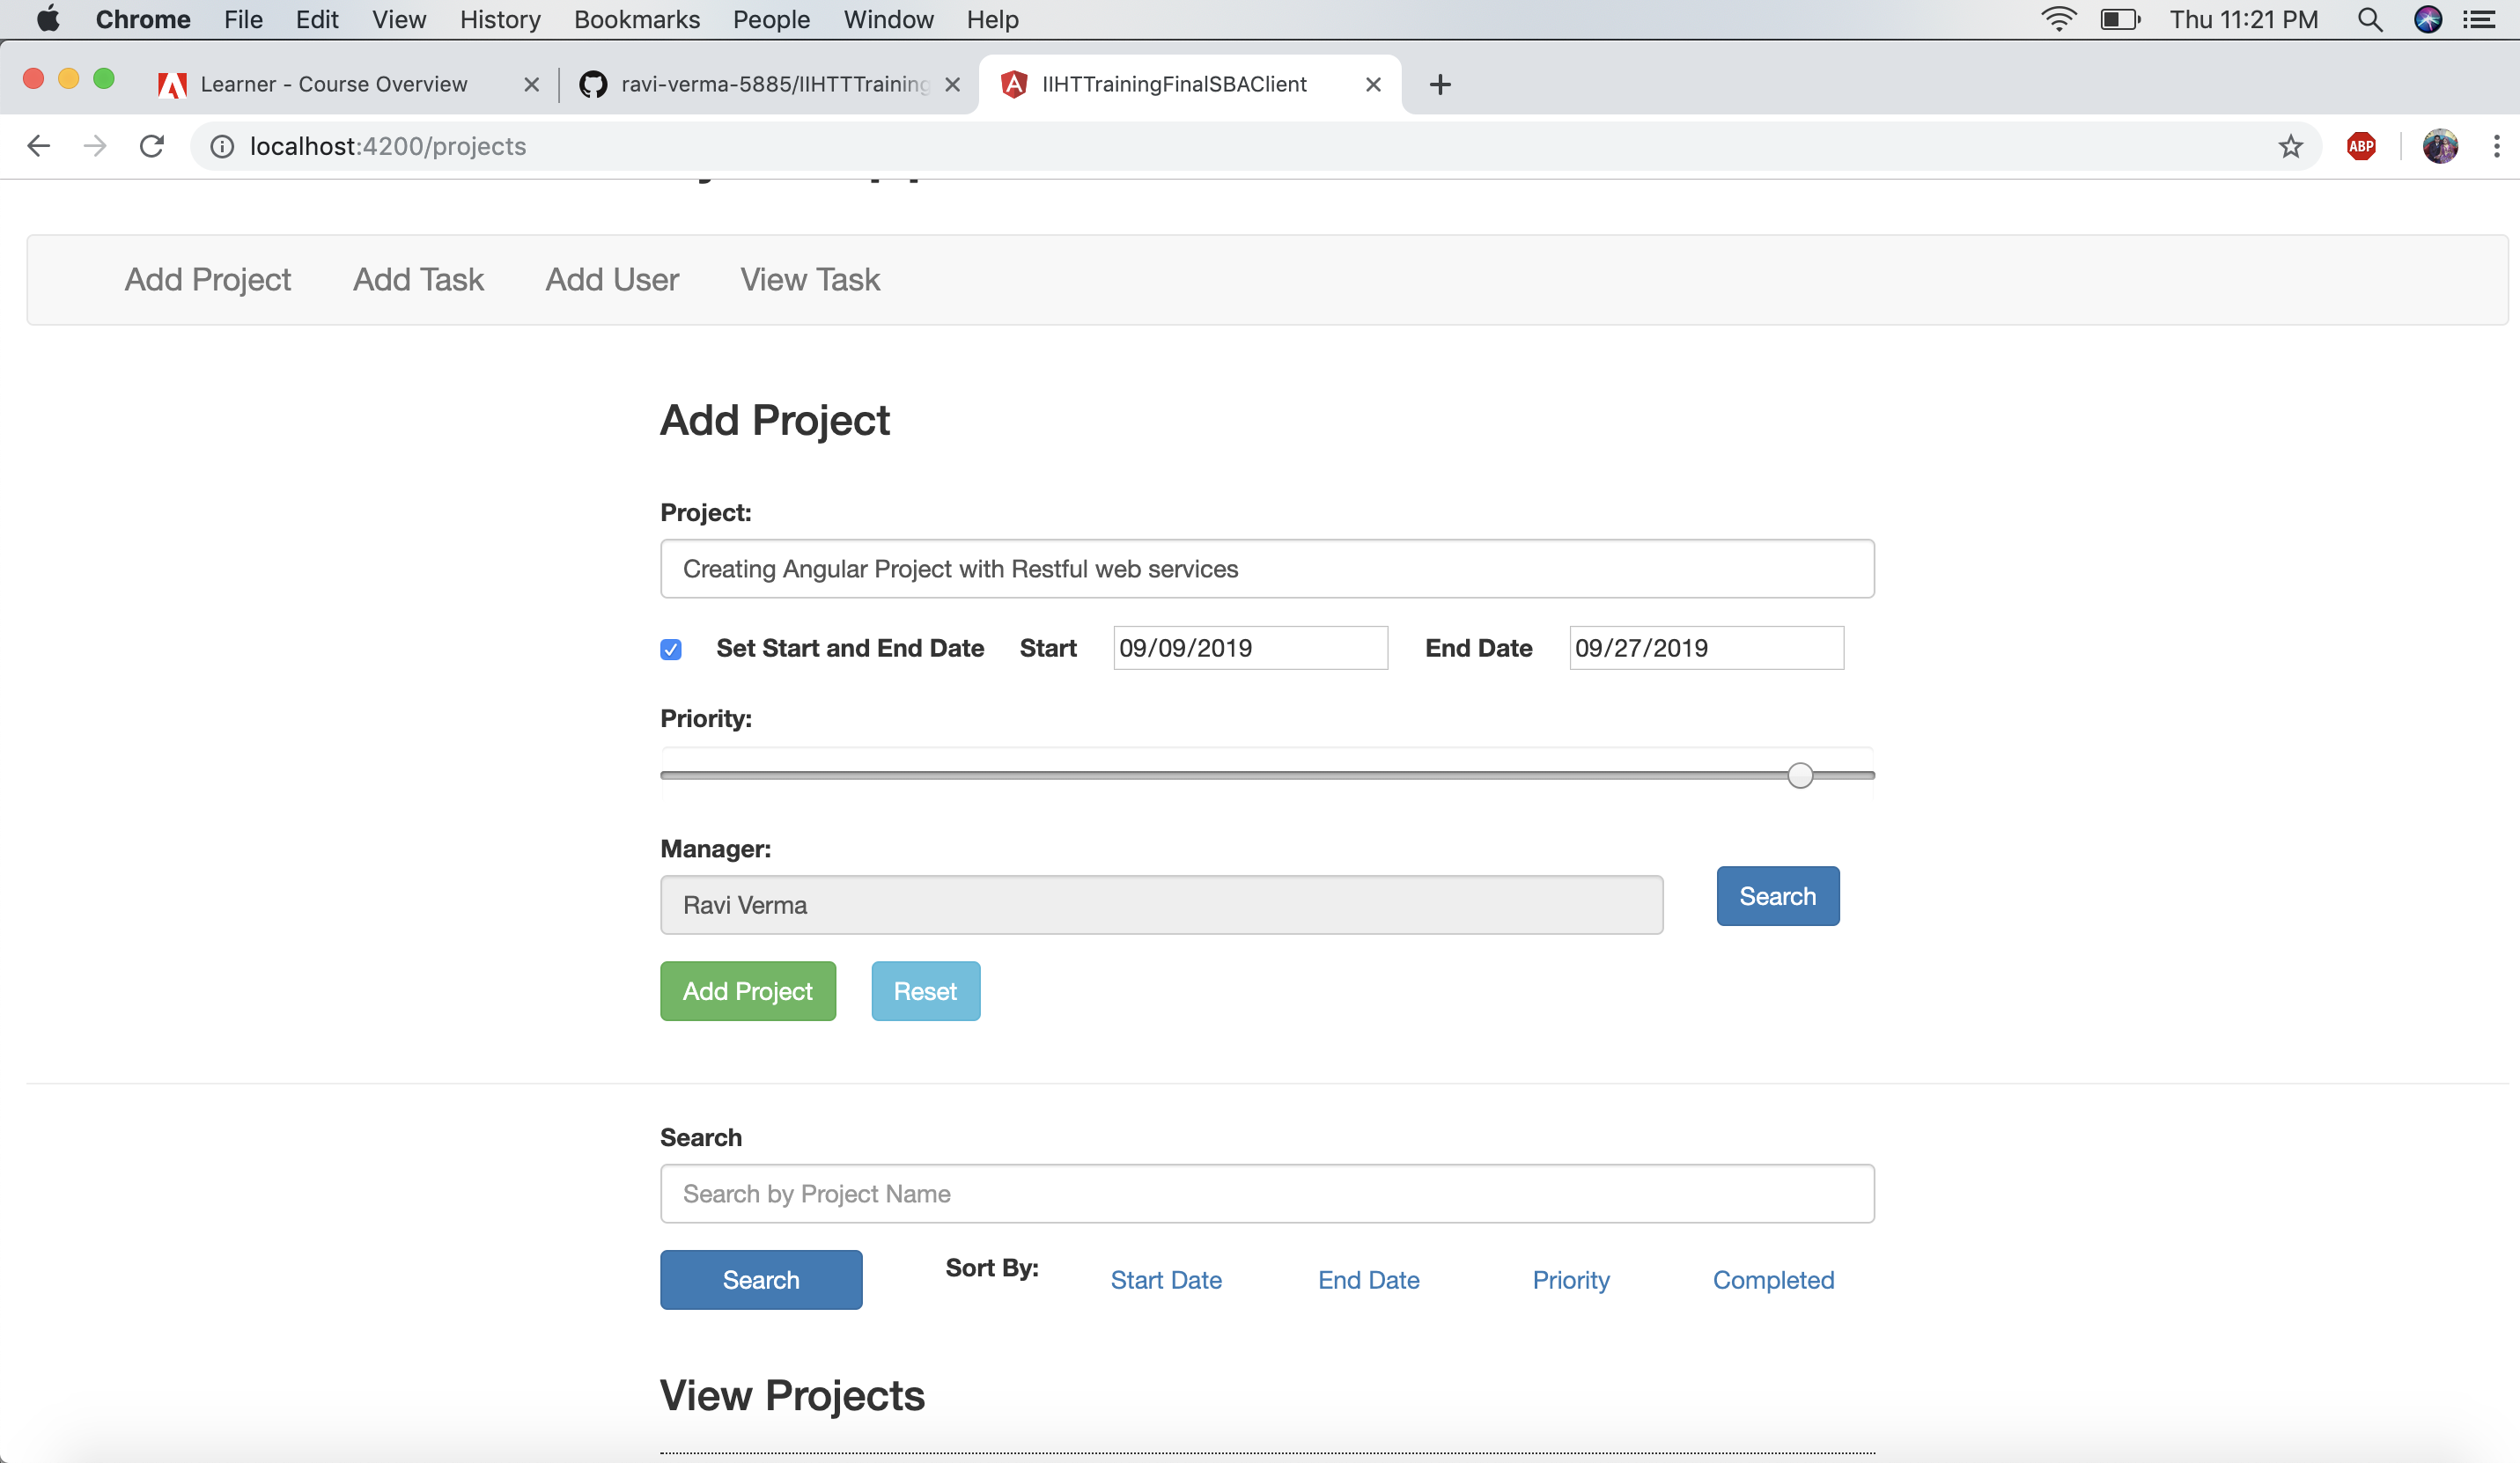 Chrome File Edit View History Bookmarks People Window Help Thu 11:21 PM
Learner - Course Overview ravi-verma-5885/IIHTTTraining IIHTTrainingFinalSBAClient
localhost:4200/projects ABP
Add Project Add Task Add User View Task
Add Project
Project:
Creating Angular Project with Restful web services
Set Start and End Date Start 09/09/2019 End Date 09/27/2019
Priority:
Manager:
Ravi Verma Search
Add Project Reset
Search
Search by Project Name
Search Sort By: Start Date End Date Priority Completed
View Projects